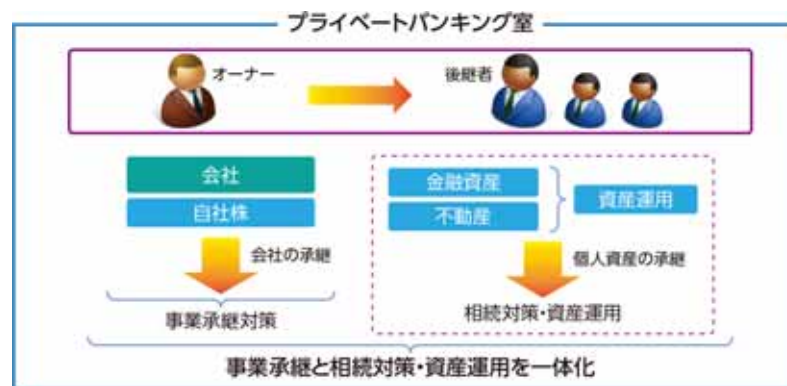 プライベートバンキング室
オーナー
後継者
会社
自社株
会社の承継
事業承継対策
金融資産
不動産
資産運用
個人資産の承継
相続対策・資産運用
事業承継と相続対策・資産運用を一体化